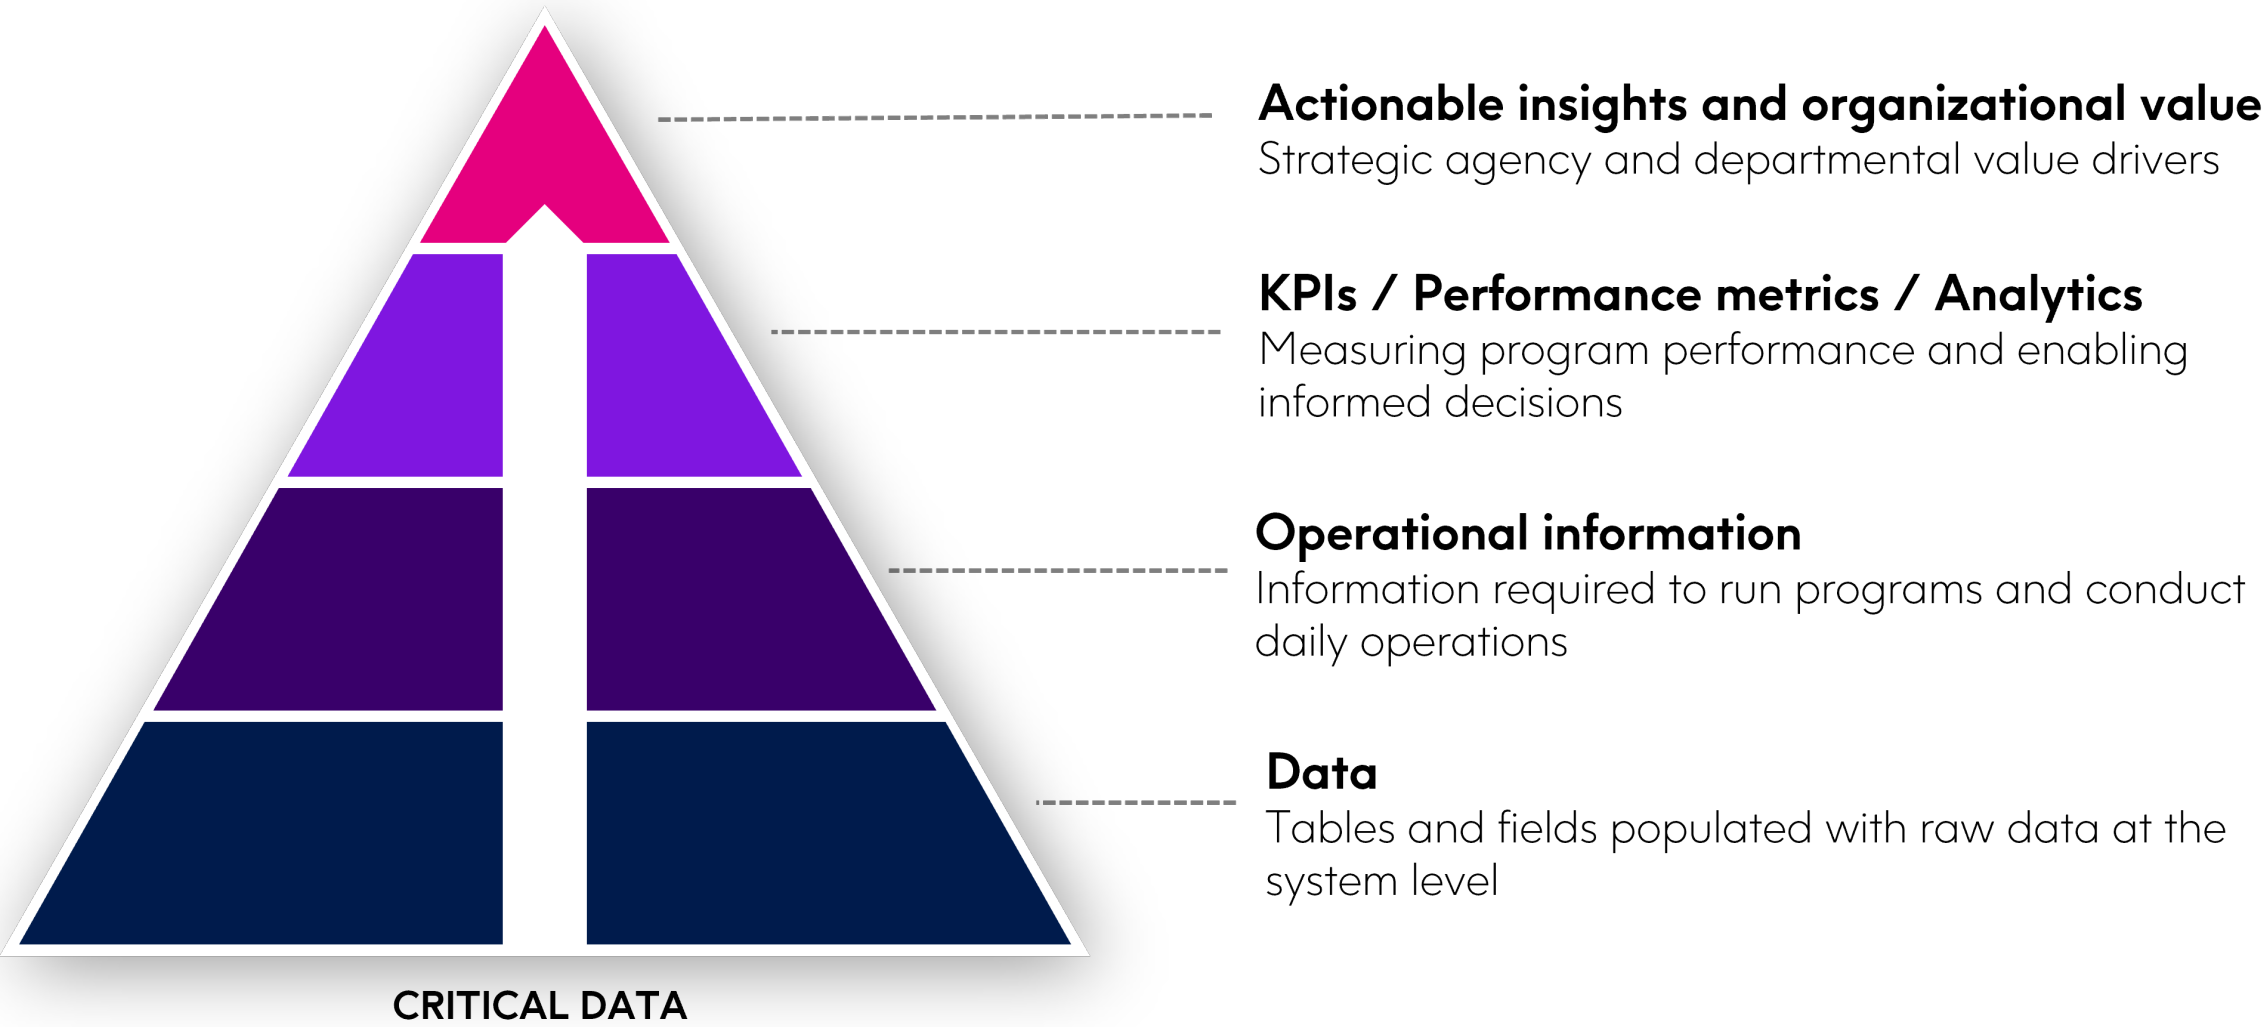 Actionable insights and organizational value
Strategic agency and departmental value drivers
KPIs / Performance metrics / Analytics
Measuring program performance and enabling
informed decisions
Operational information
Information required to run programs and conduct
daily operations
Data
Tables and fields populated with raw data at the
system level
CRITICAL DATA